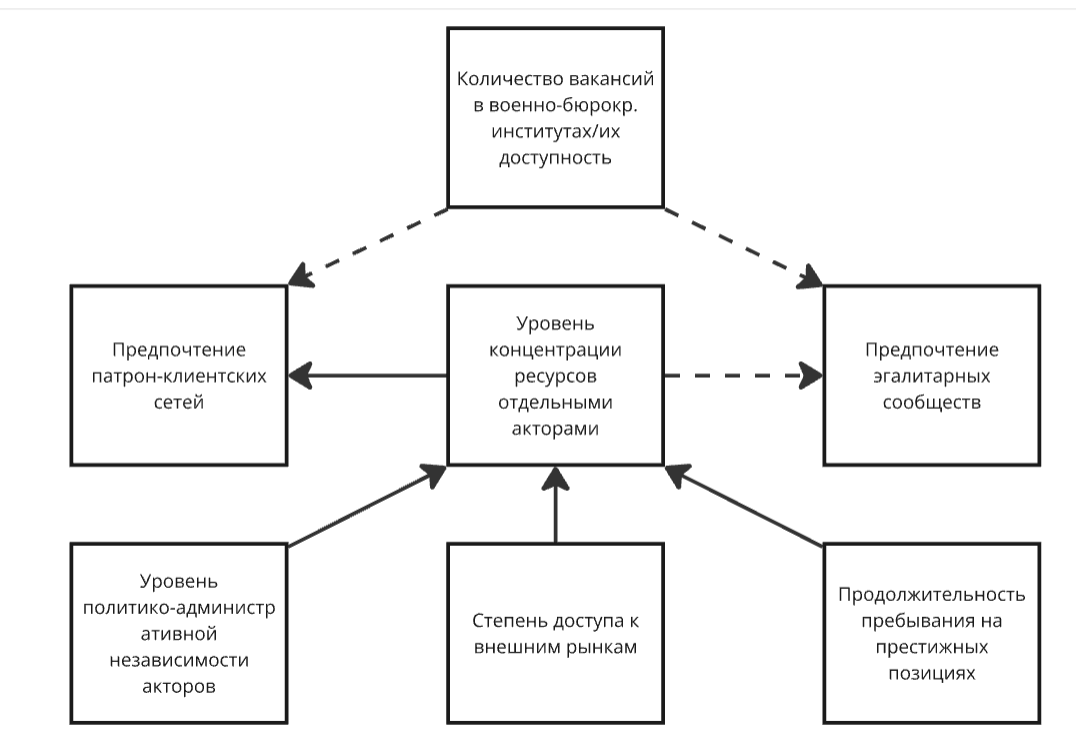 Количество вакансий
в военно-бюрокр.
институтах/их
доступность
Предпочтение
патрон-клиентских
сетей
Уровень
концентрации
ресурсов
отдельными
акторами
Предпочтение
эгалитарных
сообществ
Уровень
политико-администр
ативной
независимости
акторов
Степень доступа к
внешним рынкам
Продолжительность
пребывания на
престижных
позициях